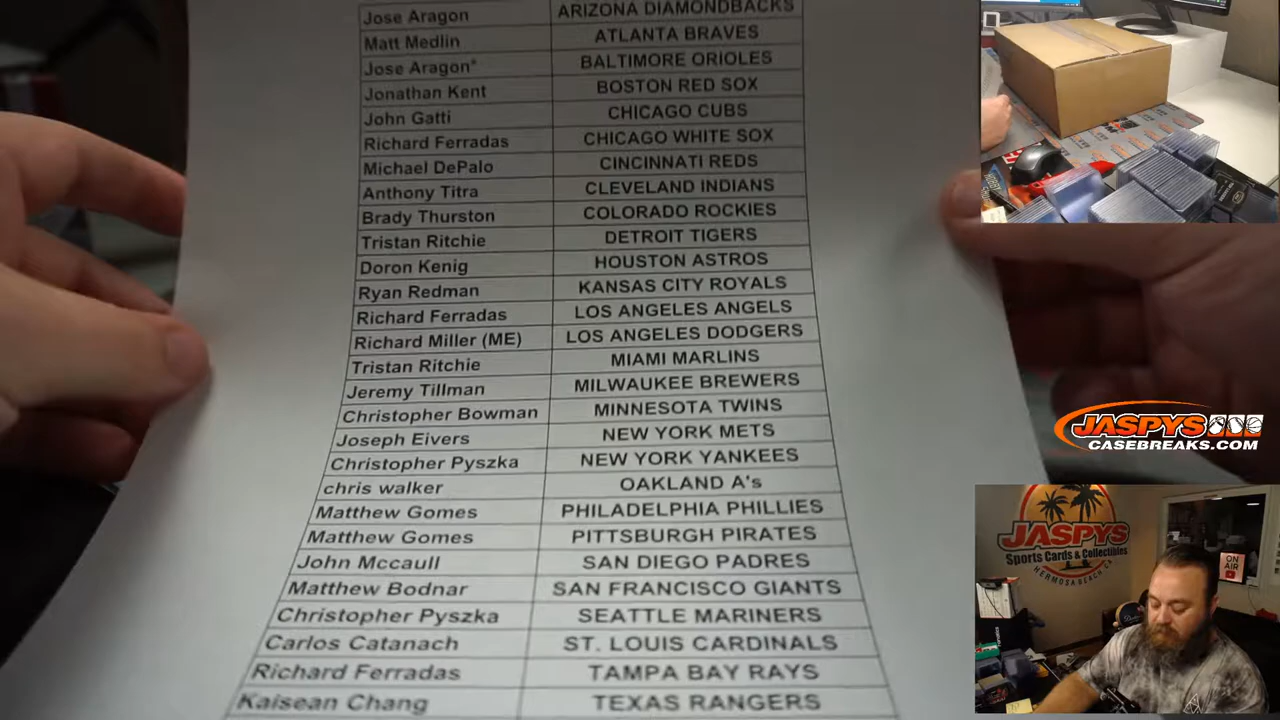 Jose Aragon ARIZONA DIAMONDBACKS
Matt Medlin ATLANTA BRAVES
Jose Aragon* BALTIMORE ORIOLES
Jonathan Kent BOSTON RED SOX
John Gatti CHICAGO CUBS
Richard Ferradas CHICAGO WHITE SOX
Michael DePalo CINCINNATI REDS
Anthony Titra CLEVELAND INDIANS
Brady Thurston COLORADO ROCKIES
Tristan Ritchie DETROIT TIGERS
Doron Kenig HOUSTON ASTROS
Ryan Redman KANSAS CITY ROYALS
Richard Ferradas LOS ANGELES ANGELS
Richard Miller (ME) LOS ANGELES DODGERS
Tristan Ritchie MIAMI MARLINS
Jeremy Tillman MILWAUKEE BREWERS
Christopher Bowman MINNESOTA TWINS
Joseph Eivers NEW YORK METS
Christopher Pyszka NEW YORK YANKEES
chris walker OAKLAND A's
Matthew Gomes PHILADELPHIA PHILLIES
Matthew Gomes PITTSBURGH PIRATES
John Mccaull SAN DIEGO PADRES
Matthew Bodnar SAN FRANCISCO GIANTS
Christopher Pyszka SEATTLE MARINERS
Carlos Catanach ST. LOUIS CARDINALS
Richard Ferradas TAMPA BAY RAYS
Kaisean Chang TEXAS RANGERS
JASPYS
CASEBREAKS.COM
JASPYS
Sports Cards & Collectibles
HERMOSA BEACH, CA
ON
AIR